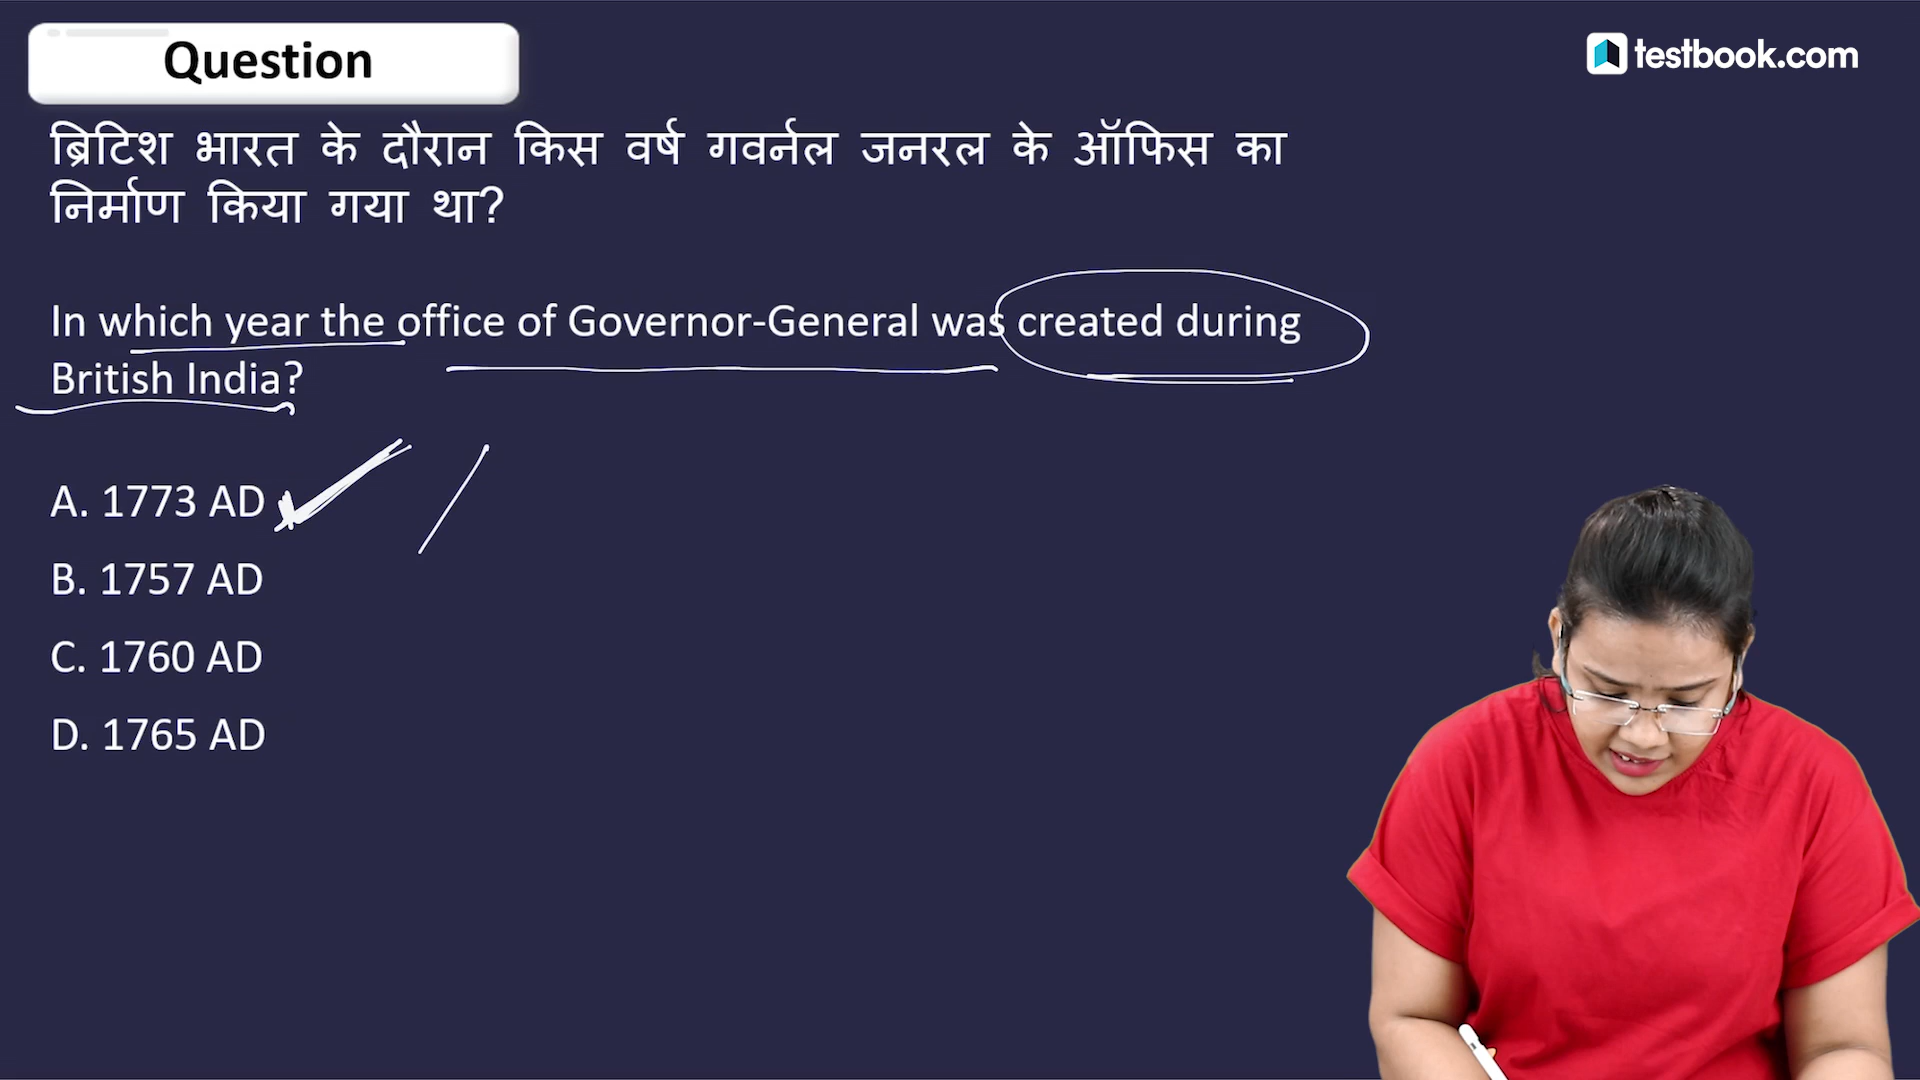 Question
testbook.com
ब्रिटिश भारत के दौरान किस वर्ष गवर्नल जनरल के ऑफिस का
निर्माण किया गया था?
In which year the office of Governor-General was created during
British India?
A. 1773 AD
B. 1757 AD
C. 1760 AD
D. 1765 AD